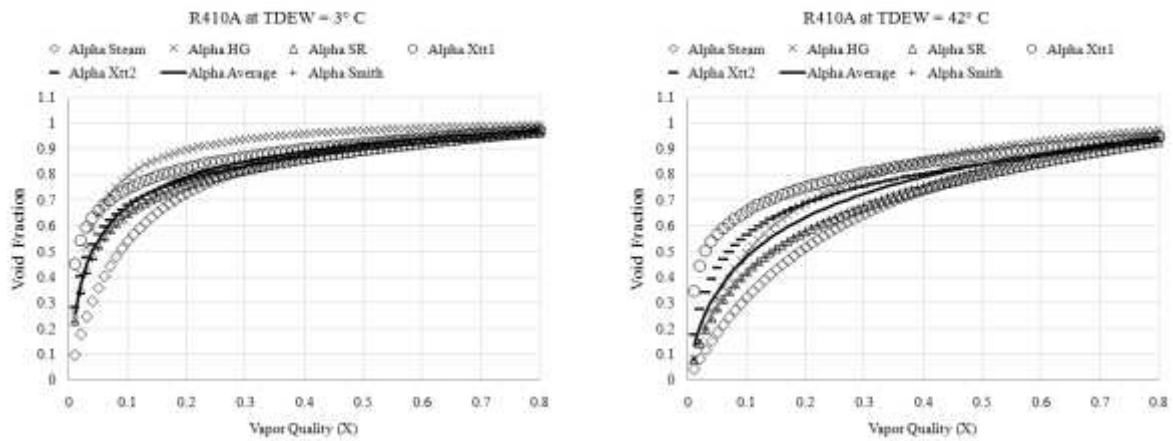 R410A at TDEW = 3° C
Alpha Steam Alpha HG Alpha SR Alpha Xtt1
Alpha Xtt2 Alpha Average Alpha Smith
1.1
1
0.9
0.8
0.7
0.6
0.5
0.4
0.3
0.2
0.1
0
Void Fraction
0 0.1 0.2 0.3 0.4 0.5 0.6 0.7 0.8
Vapor Quality (X)
R410A at TDEW = 42° C
Alpha Steam Alpha HG Alpha SR Alpha Xtt1
Alpha Xtt2 Alpha Average Alpha Smith
1.1
1
0.9
0.8
0.7
0.6
0.5
0.4
0.3
0.2
0.1
0
Void Fraction
0 0.1 0.2 0.3 0.4 0.5 0.6 0.7 0.8
Vapor Quality (X)